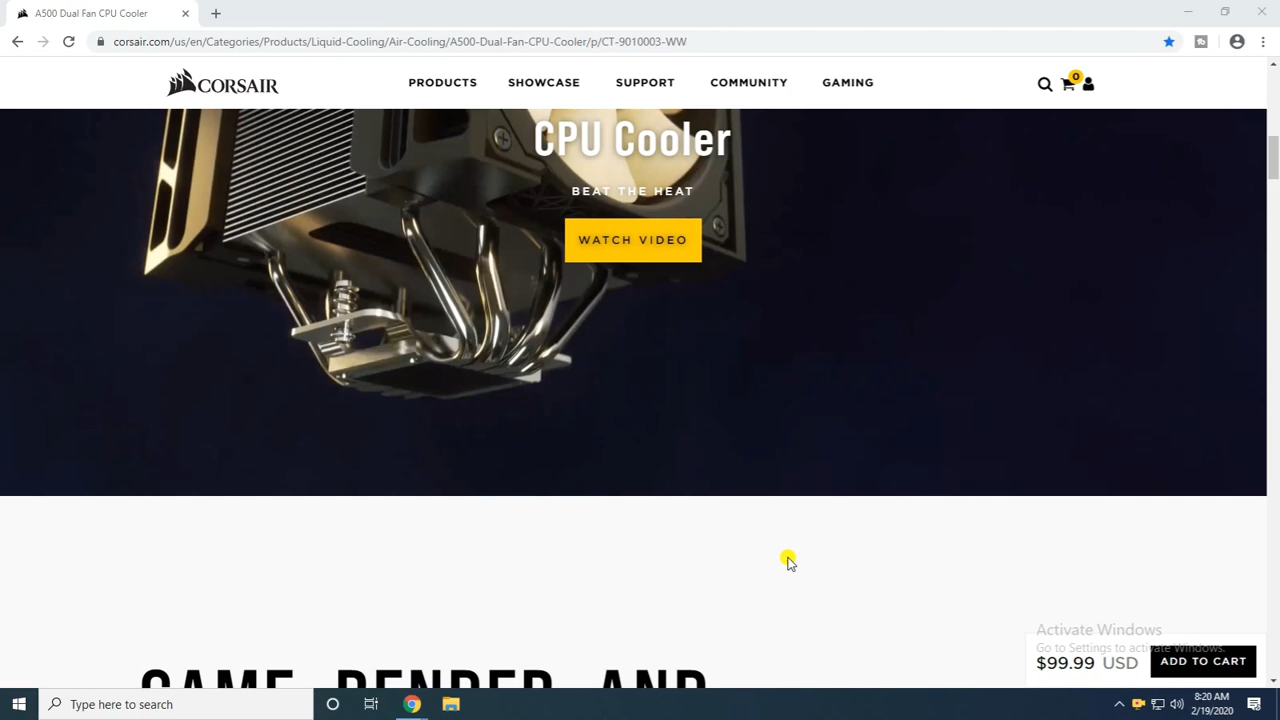 A500 Dual Fan CPU Cooler
corsair.com/us/en/Categories/Products/Liquid-Cooling/Air-Cooling/A500-Dual-Fan-CPU-Cooler/p/CT-9010003-WW
CORSAIR
PRODUCTS
SHOWCASE
SUPPORT
COMMUNITY
GAMING
0
CPU Cooler
BEAT THE HEAT
WATCH VIDEO
GAME, RENDER, AND
Activate Windows
Go to Settings to activate Windows.
$99.99 USD
ADD TO CART
Type here to search
8:20 AM
2/19/2020